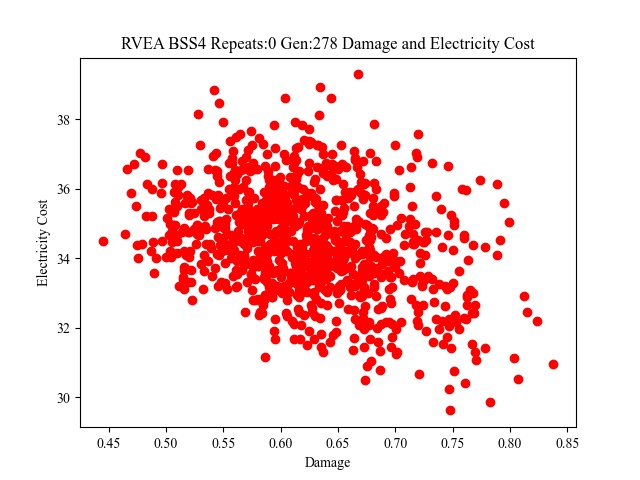 RVEA BSS4 Repeats:0 Gen:278 Damage and Electricity Cost
38
36
34
32
30
Electricity Cost
0.45 0.50 0.55 0.60 0.65 0.70 0.75 0.80 0.85
Damage